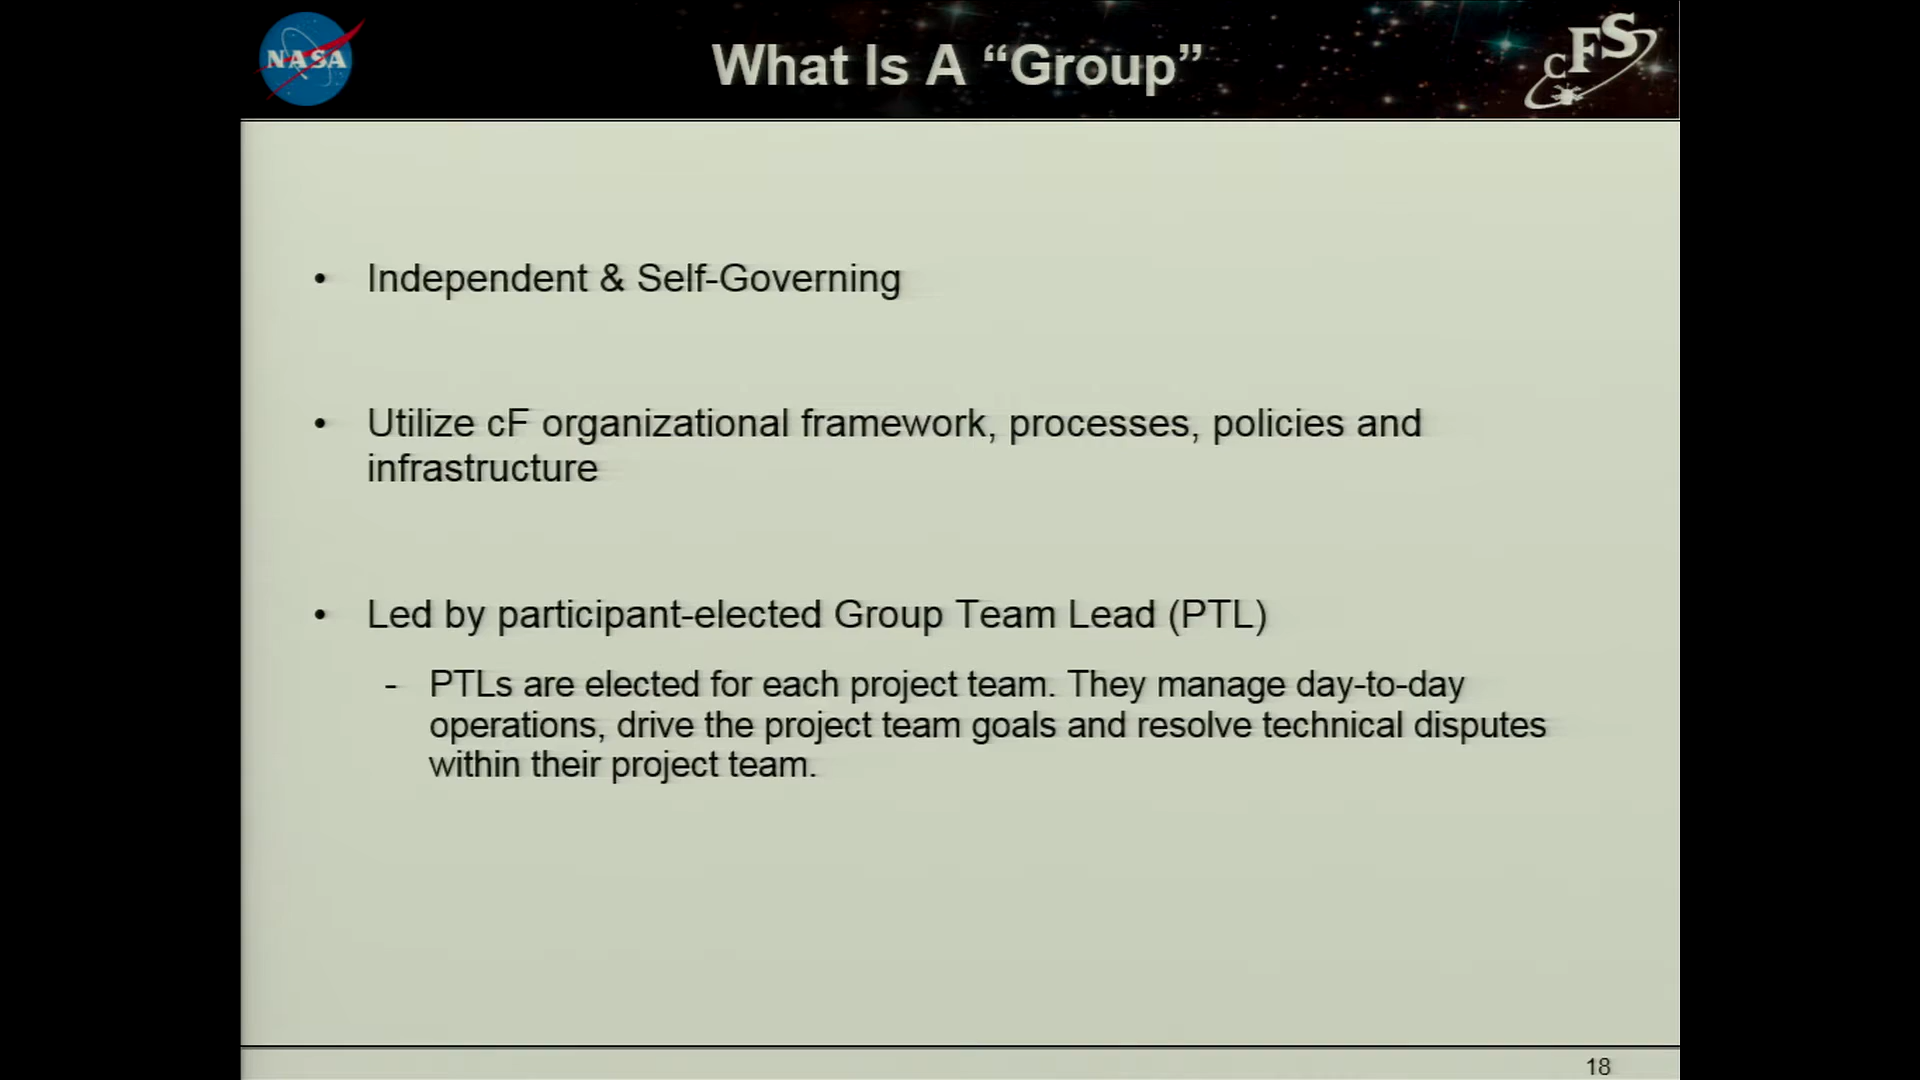 NASA
What Is A “Group”
cFS
• Independent & Self-Governing
• Utilize cF organizational framework, processes, policies and
infrastructure
• Led by participant-elected Group Team Lead (PTL)
- PTLs are elected for each project team. They manage day-to-day
operations, drive the project team goals and resolve technical disputes
within their project team.
18